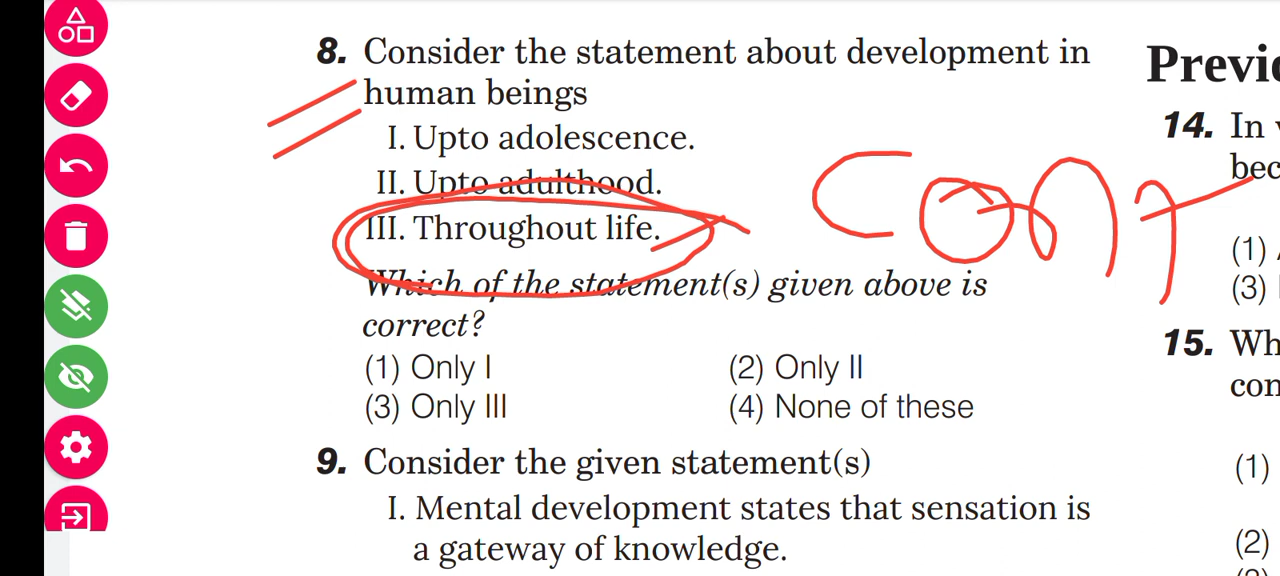 8. Consider the statement about development in
human beings
I. Upto adolescence.
II. Upto adulthood.
III. Throughout life.
Which of the statement(s) given above is
correct?
(1) Only I (2) Only II
(3) Only III (4) None of these
9. Consider the given statement(s)
I. Mental development states that sensation is
a gateway of knowledge.
Previo
14. In
bec
(1)
(3)
15. Wh
con
(1)
(2)